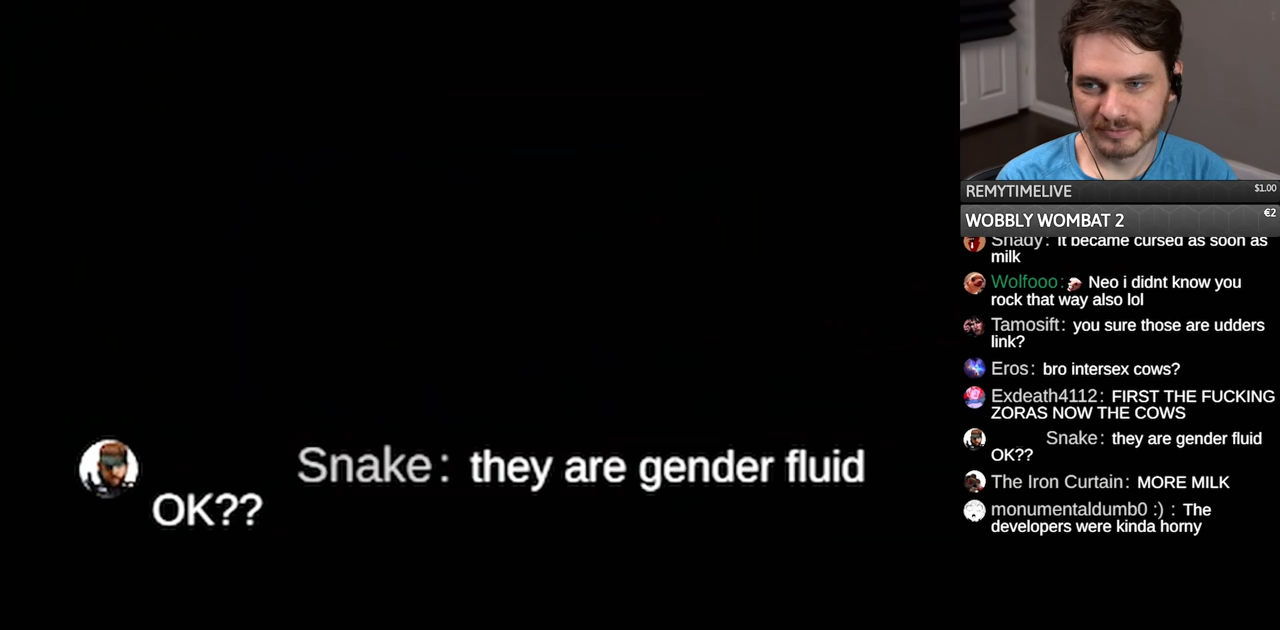 Snake: they are gender fluid
OK??
REMYTIMELIVE
$1.00
WOBBLY WOMBAT 2
€2
Shady: It became cursed as soon as
milk
Wolfooo: Neo i didnt know you
rock that way also lol
Tamosift: you sure those are udders
link?
Eros: bro intersex cows?
Exdeath4112: FIRST THE FUCKING
ZORAS NOW THE COWS
Snake: they are gender fluid
OK??
The Iron Curtain: MORE MILK
monumentaldumb0 :) : The
developers were kinda horny